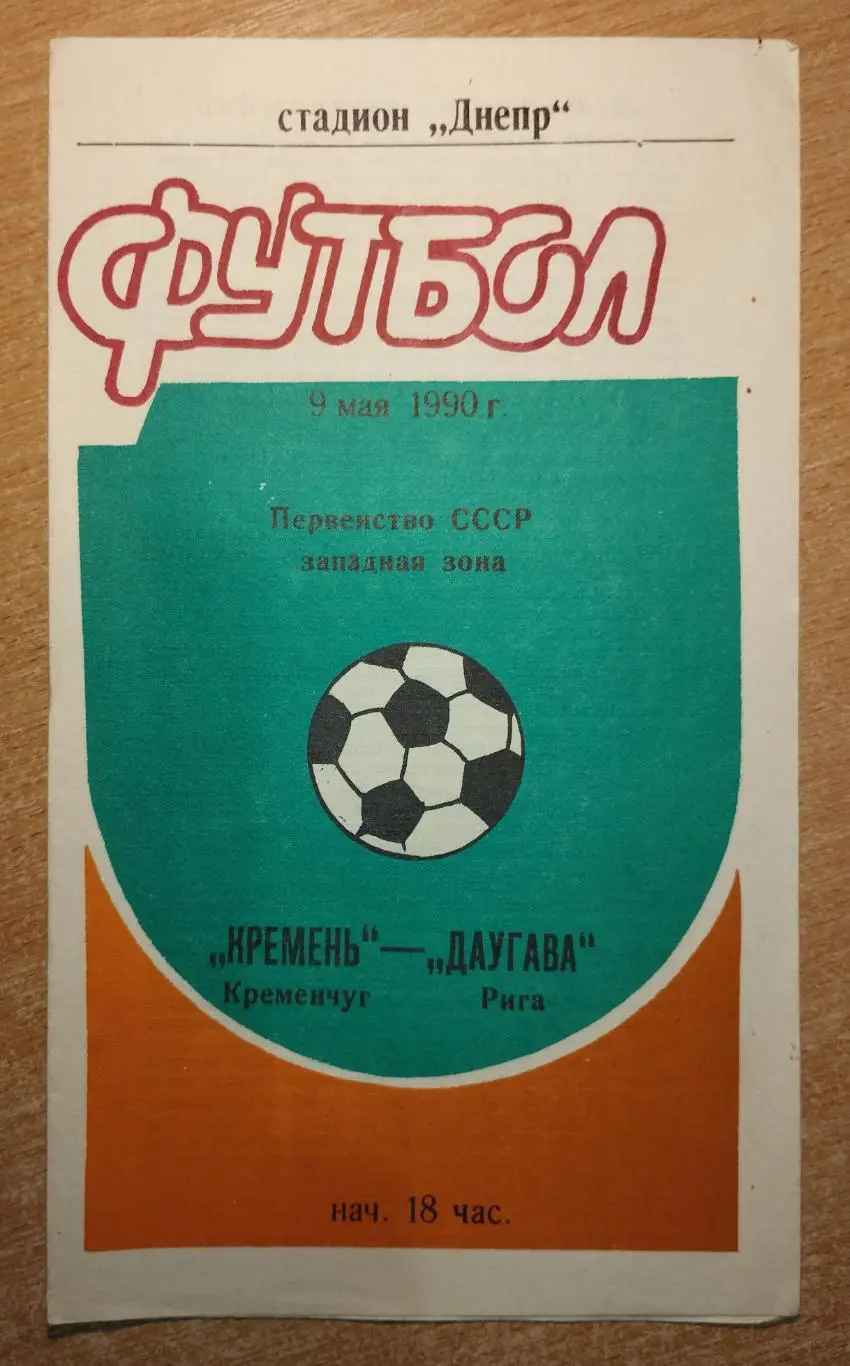 стадион „Днепр“
ФУТБОЛ
9 мая 1990 г.
Первенство СССР
западная зона
„КРЕМЕНЬ“ — „ДАУГАВА“
Кременчуг Рига
нач. 18 час.